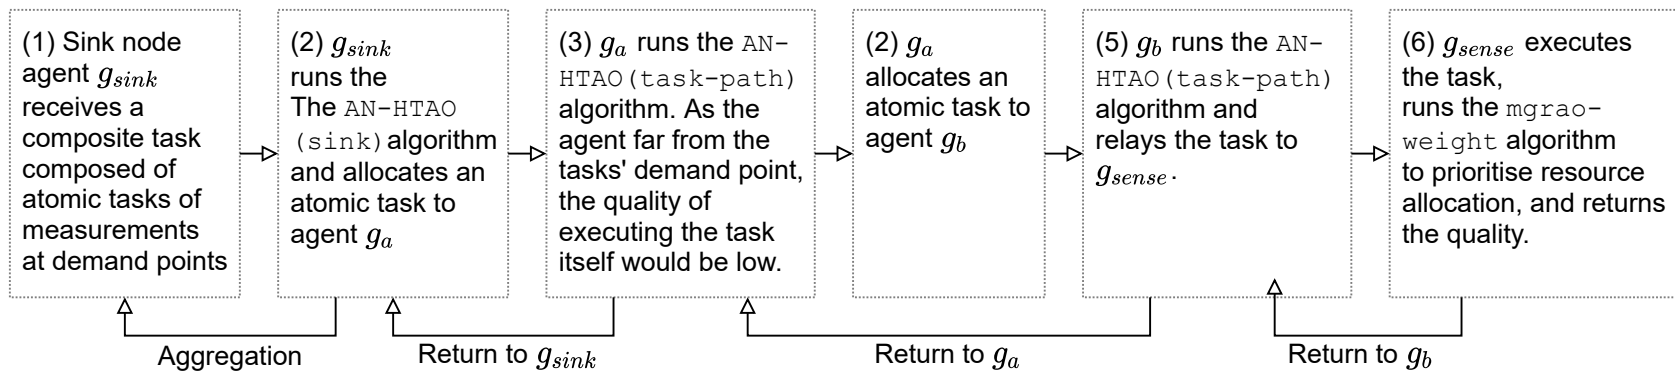 (1) Sink node
agent g_sink
receives a
composite task
composed of
atomic tasks of
measurements
at demand points
(2) g_sink
runs the
The AN-HTAO
(sink) algorithm
and allocates an
atomic task to
agent g_a
(3) g_a runs the AN-
HTAO(task-path)
algorithm. As the
agent far from the
tasks' demand point,
the quality of
executing the task
itself would be low.
(2) g_a
allocates an
atomic task to
agent g_b
(5) g_b runs the AN-
HTAO(task-path)
algorithm and
relays the task to
g_sense.
(6) g_sense executes
the task,
runs the mgrao-
weight algorithm
to prioritise resource
allocation, and returns
the quality.
Aggregation
Return to g_sink
Return to g_a
Return to g_b